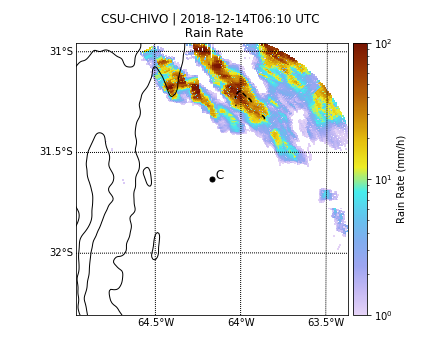 CSU-CHIVO | 2018-12-14T06:10 UTC
Rain Rate
31°S
31.5°S
32°S
C
64.5°W 64°W 63.5°W
10²
10¹
10⁰
Rain Rate (mm/h)